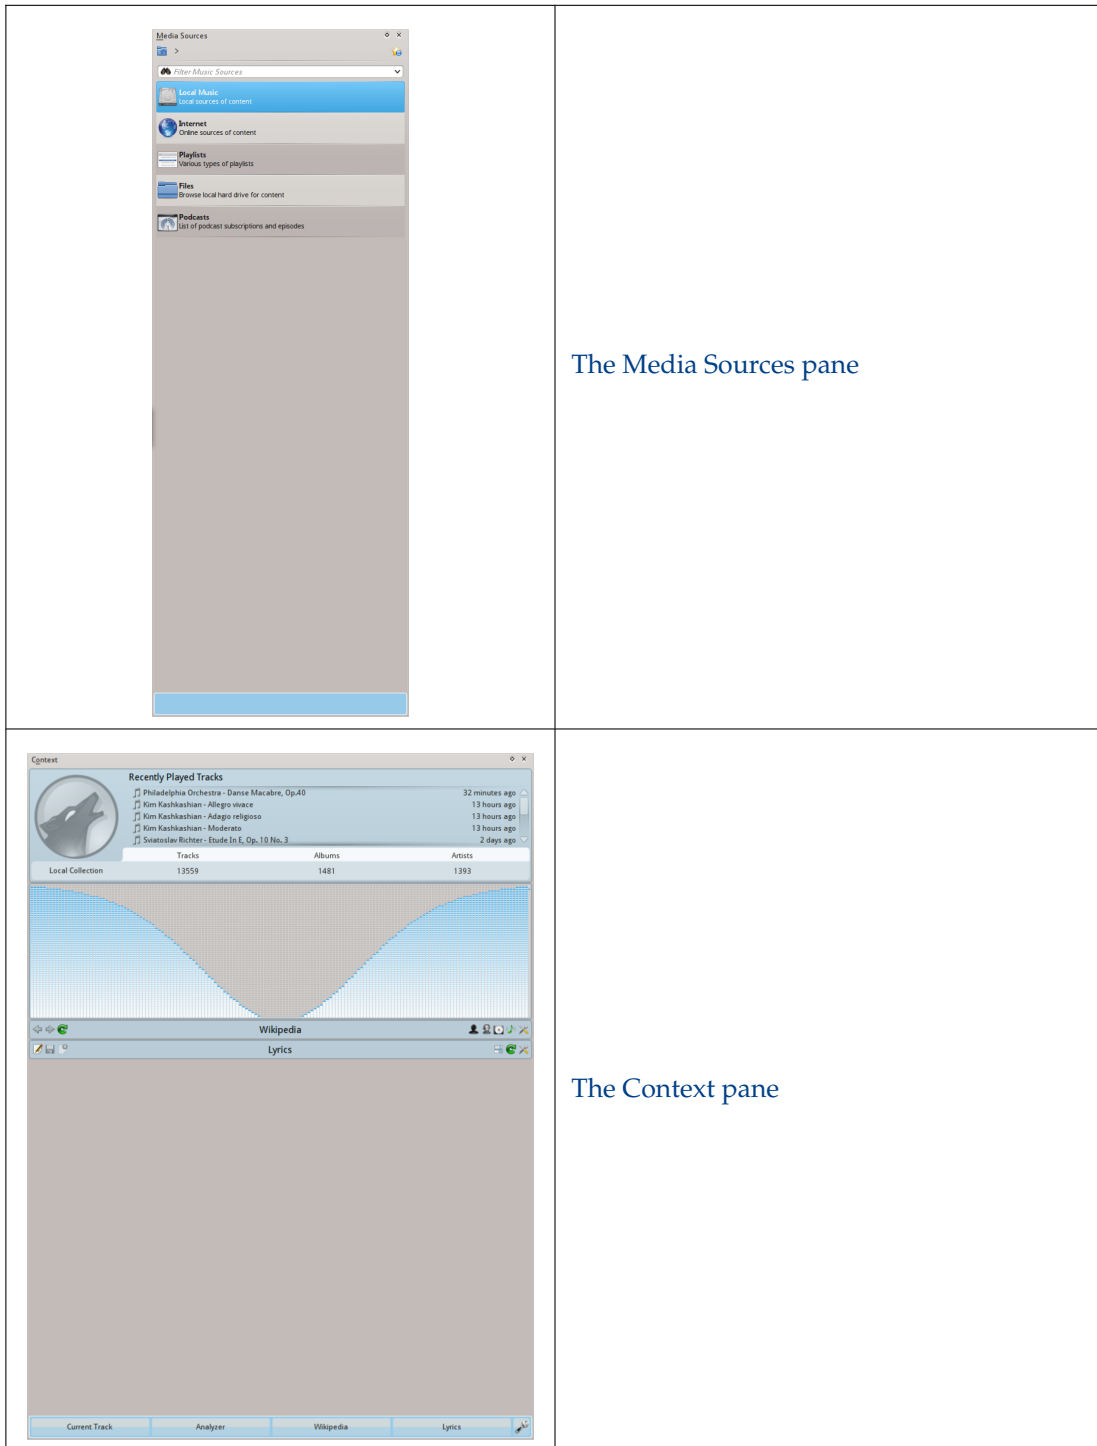 Media Sources
Filter Music Sources
Local Music
Local sources of content
Internet
Online sources of content
Playlists
Various types of playlists
Files
Browse local hard drive for content
Podcasts
List of podcast subscriptions and episodes
The Media Sources pane
Context
Recently Played Tracks
Philadelphia Orchestra - Danse Macabre, Op.40 32 minutes ago
Kim Kashkashian - Allegro vivace 13 hours ago
Kim Kashkashian - Adagio religioso 13 hours ago
Kim Kashkashian - Moderato 13 hours ago
Sviatoslav Richter - Etude In E, Op. 10 No. 3 2 days ago
Tracks Albums Artists
Local Collection 13559 1481 1393
Wikipedia
Lyrics
The Context pane
Current Track Analyzer Wikipedia Lyrics